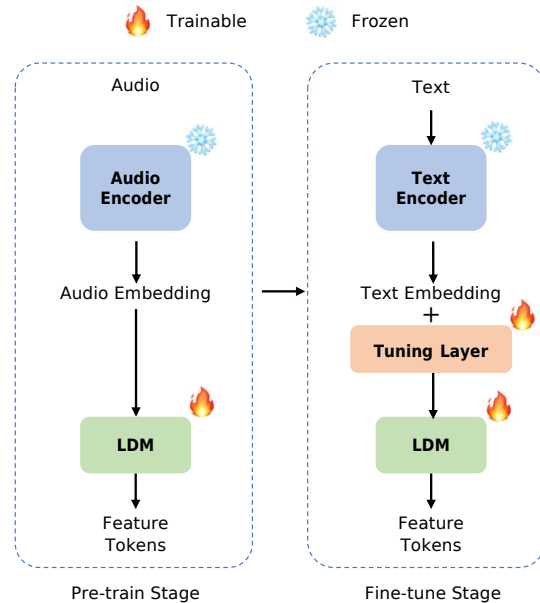 Trainable
Frozen
Audio
Audio
Encoder
Audio Embedding
LDM
Feature
Tokens
Pre-train Stage
Text
Text
Encoder
Text Embedding
+
Tuning Layer
LDM
Feature
Tokens
Fine-tune Stage